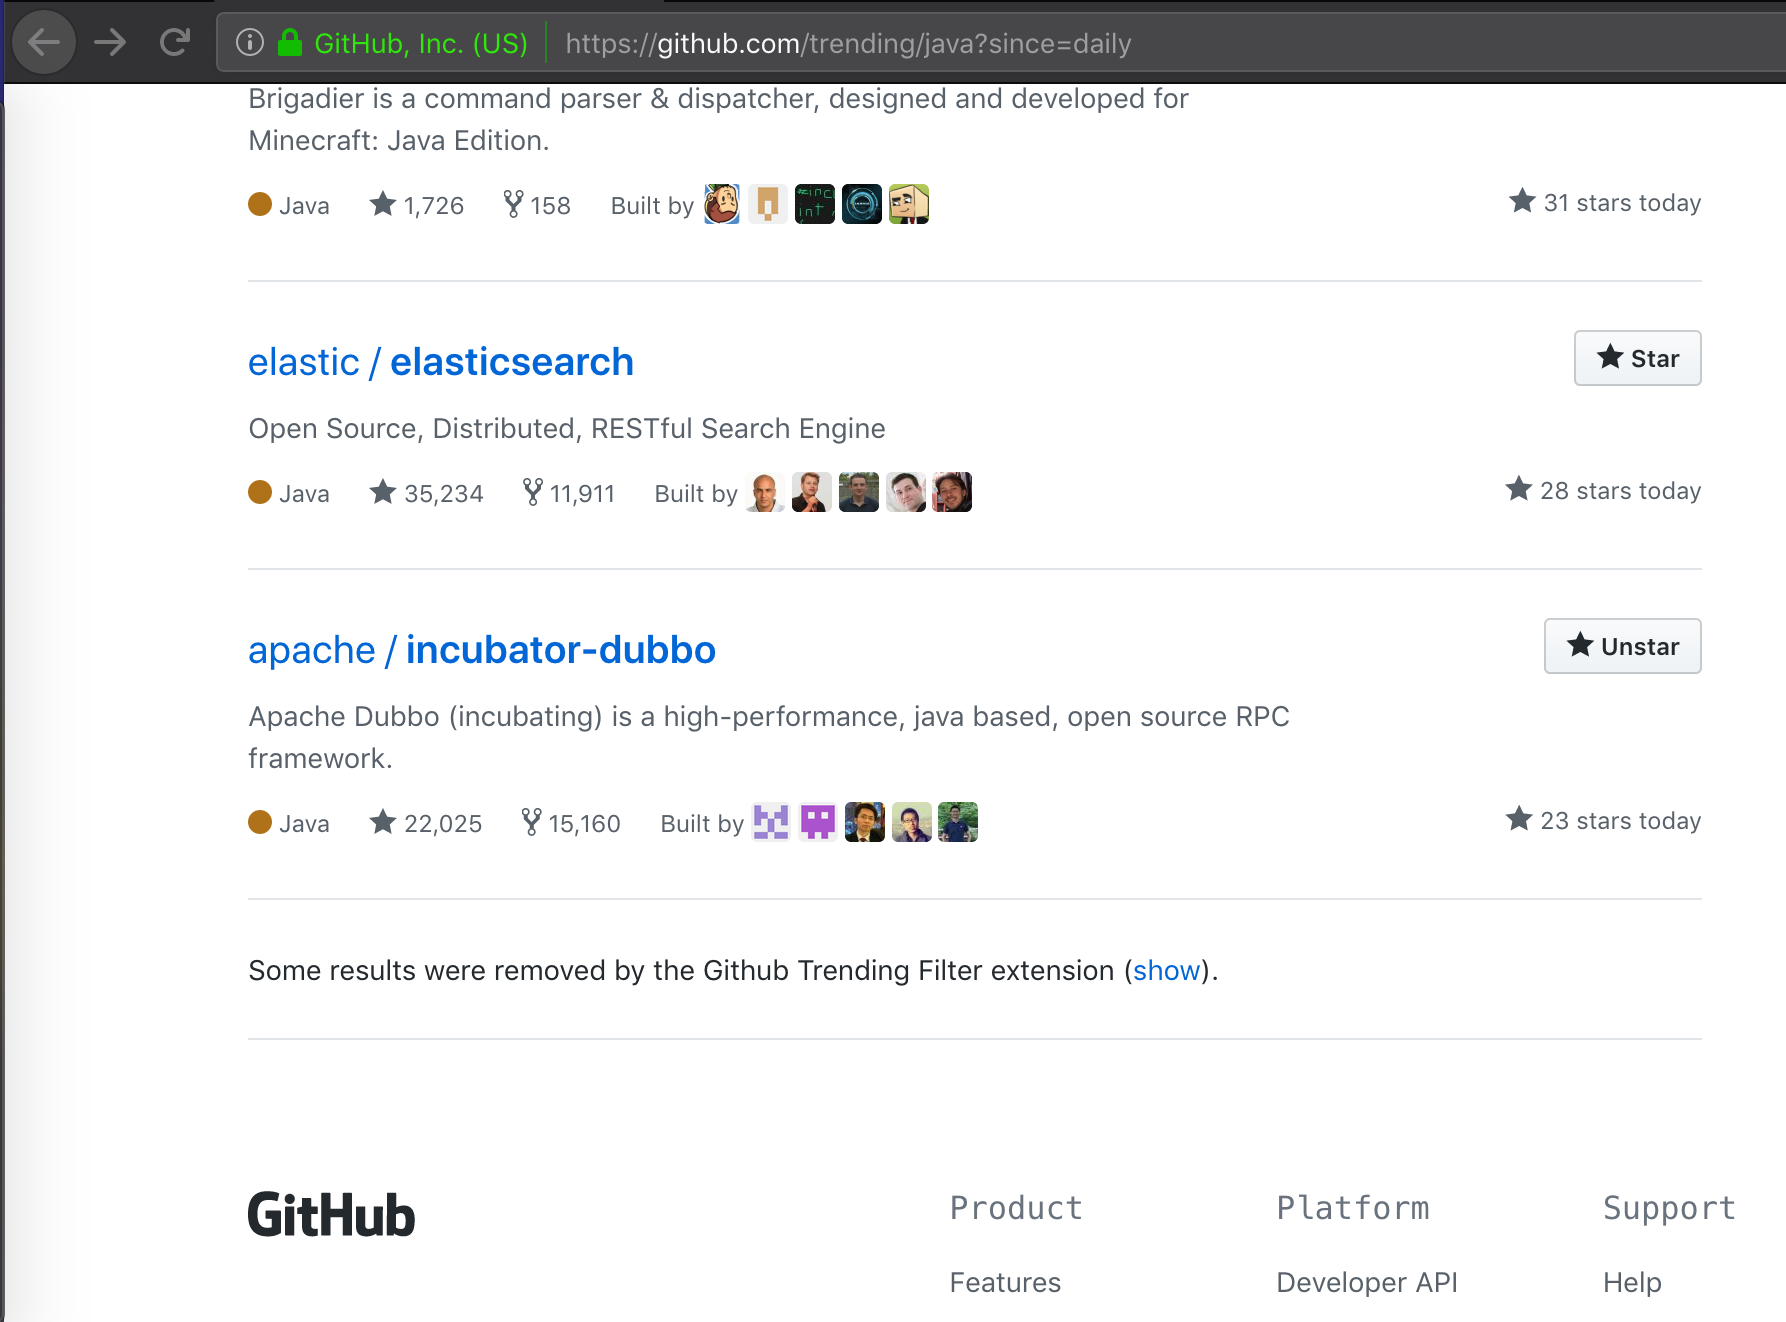 GitHub, Inc. (US) https://github.com/trending/java?since=daily
Brigadier is a command parser & dispatcher, designed and developed for
Minecraft: Java Edition.
Java 1,726 158 Built by 31 stars today
elastic / elasticsearch Star
Open Source, Distributed, RESTful Search Engine
Java 35,234 11,911 Built by 28 stars today
apache / incubator-dubbo Unstar
Apache Dubbo (incubating) is a high-performance, java based, open source RPC
framework.
Java 22,025 15,160 Built by 23 stars today
Some results were removed by the Github Trending Filter extension (show).
GitHub Product Platform Support
Features Developer API Help